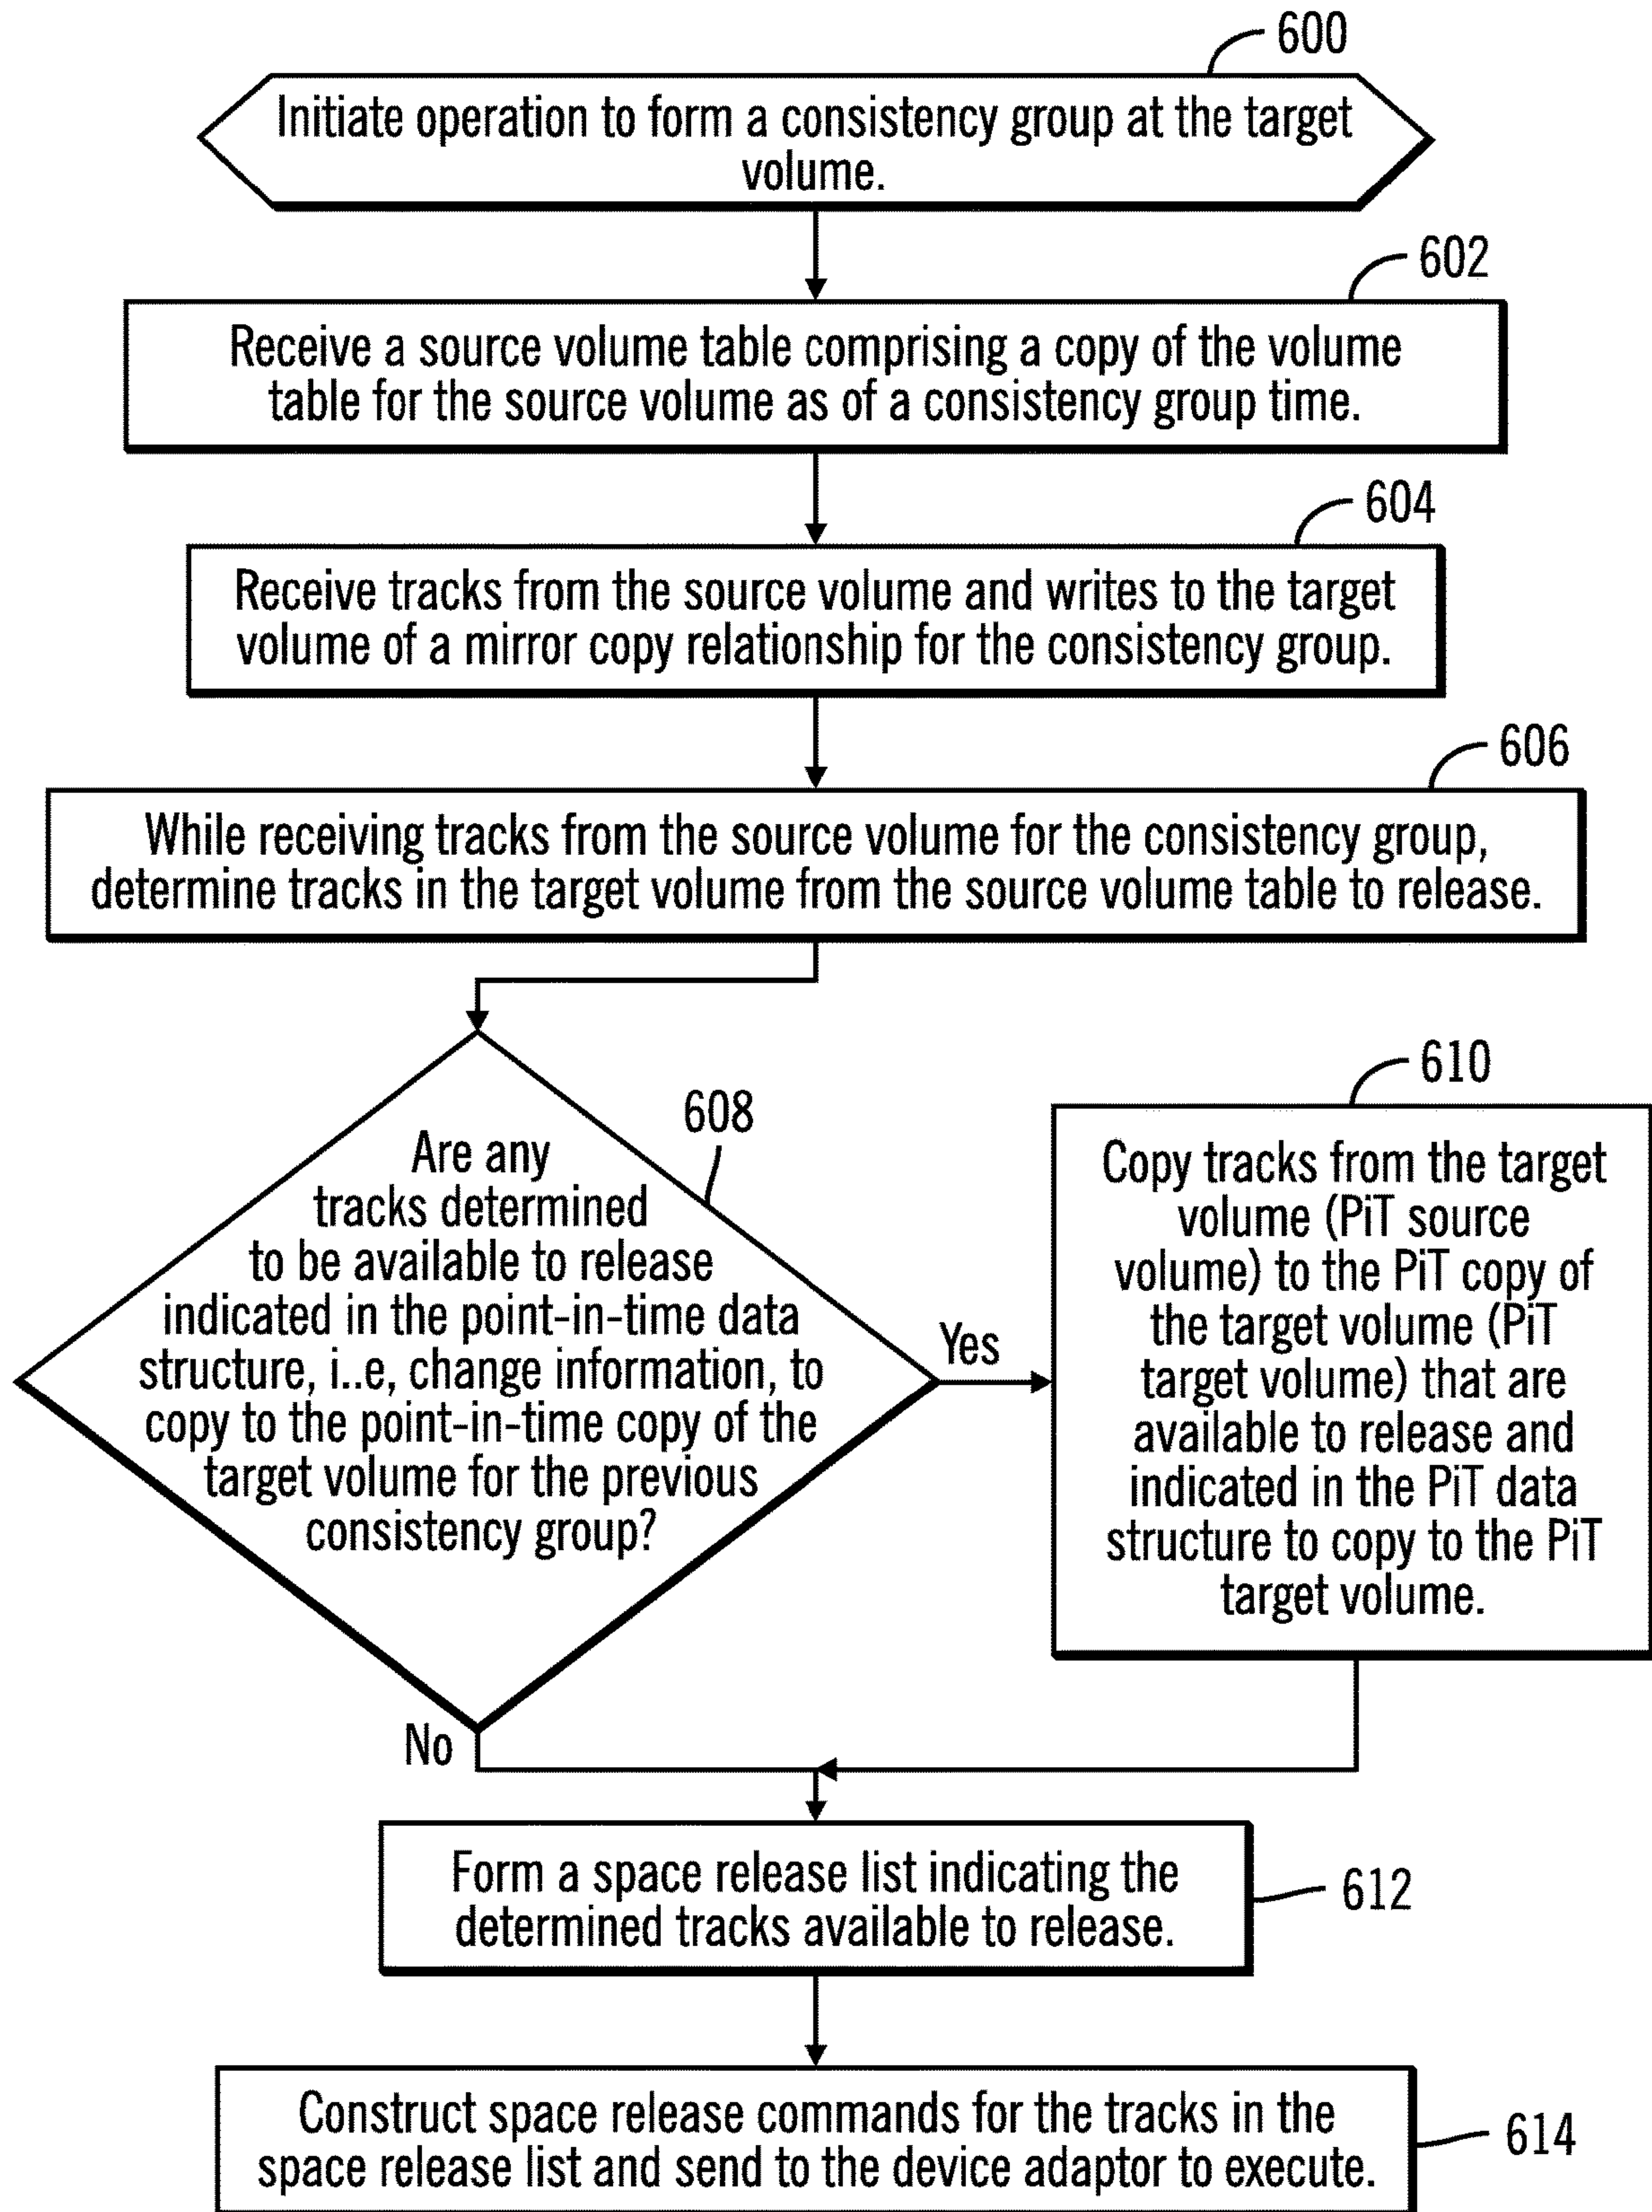 600
Initiate operation to form a consistency group at the target
volume.
602
Receive a source volume table comprising a copy of the volume
table for the source volume as of a consistency group time.
604
Receive tracks from the source volume and writes to the target
volume of a mirror copy relationship for the consistency group.
606
While receiving tracks from the source volume for the consistency group,
determine tracks in the target volume from the source volume table to release.
608
Are any
tracks determined
to be available to release
indicated in the point-in-time data
structure, i..e, change information, to
copy to the point-in-time copy of the
target volume for the previous
consistency group?
Yes
No
610
Copy tracks from the target
volume (PiT source
volume) to the PiT copy of
the target volume (PiT
target volume) that are
available to release and
indicated in the PiT data
structure to copy to the PiT
target volume.
Form a space release list indicating the
determined tracks available to release.
612
Construct space release commands for the tracks in the
space release list and send to the device adaptor to execute.
614